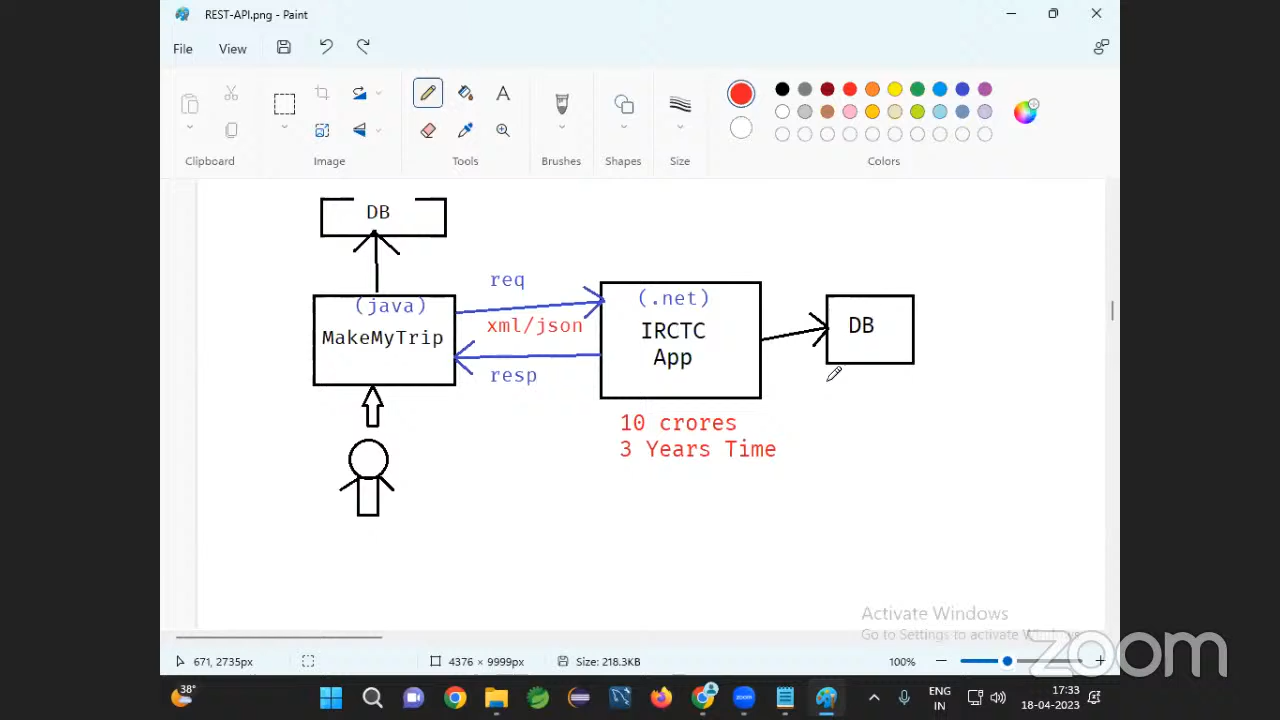 REST-API.png - Paint
File
View
Clipboard
Image
Tools
Brushes
Shapes
Size
Colors
DB
(java)
MakeMyTrip
req
xml/json
resp
(.net)
IRCTC
App
DB
10 crores
3 Years Time
Activate Windows
Go to Settings to activate Windows.
zoom
671, 2735px
4376 × 9999px
Size: 218.3KB
100%
38°
ENG
IN
17:33
18-04-2023